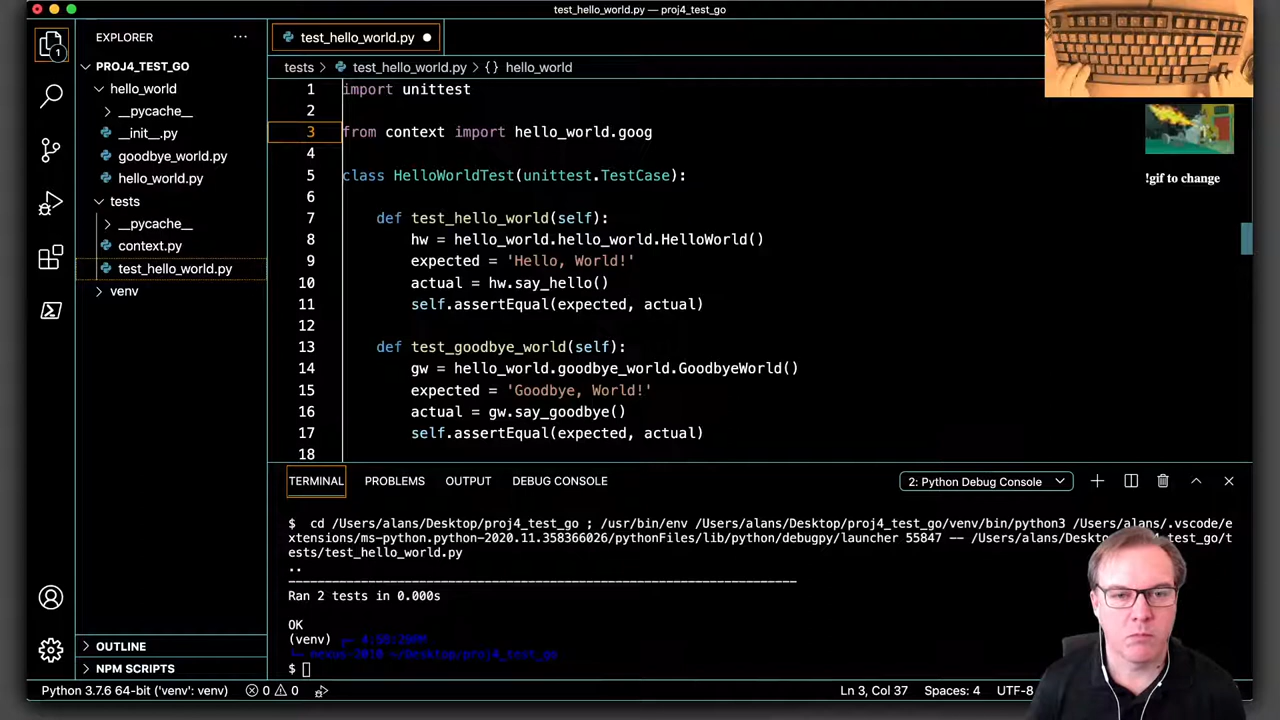 test_hello_world.py — proj4_test_go
EXPLORER
test_hello_world.py
PROJ4_TEST_GO
tests > test_hello_world.py > {} hello_world
hello_world
__pycache__
__init__.py
goodbye_world.py
hello_world.py
tests
__pycache__
context.py
test_hello_world.py
venv
1 import unittest
2
3 from context import hello_world.goog
4
5 class HelloWorldTest(unittest.TestCase):
6
7 def test_hello_world(self):
8 hw = hello_world.hello_world.HelloWorld()
9 expected = 'Hello, World!'
10 actual = hw.say_hello()
11 self.assertEqual(expected, actual)
12
13 def test_goodbye_world(self):
14 gw = hello_world.goodbye_world.GoodbyeWorld()
15 expected = 'Goodbye, World!'
16 actual = gw.say_goodbye()
17 self.assertEqual(expected, actual)
18
!gif to change
1
TERMINAL PROBLEMS OUTPUT DEBUG CONSOLE 2: Python Debug Console
$ cd /Users/alans/Desktop/proj4_test_go ; /usr/bin/env /Users/alans/Desktop/proj4_test_go/venv/bin/python3 /Users/alans/.vscode/e
xtensions/ms-python.python-2020.11.358366026/pythonFiles/lib/python/debugpy/launcher 55847 -- /Users/alans/Deskto
ests/test_hello_world.py
..
----------------------------------------------------------------------
Ran 2 tests in 0.000s
OK
(venv)
~/Desktop/proj4_test_go
$
OUTLINE
NPM SCRIPTS
Python 3.7.6 64-bit ('venv': venv) 0 0 Ln 3, Col 37 Spaces: 4 UTF-8